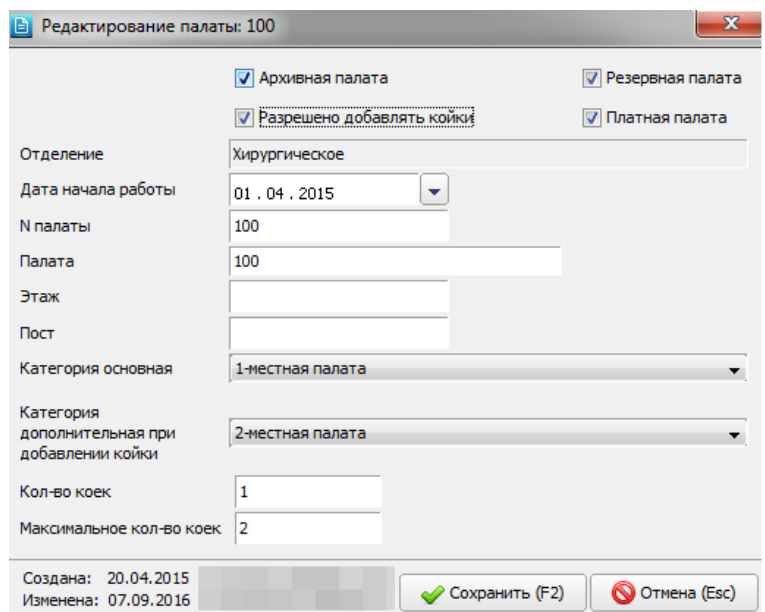 Редактирование палаты: 100
Архивная палата Резервная палата
Разрешено добавлять койки Платная палата
Отделение Хирургическое
Дата начала работы 01 . 04 . 2015
N палаты 100
Палата 100
Этаж
Пост
Категория основная 1-местная палата
Категория
дополнительная при 2-местная палата
добавлении койки
Кол-во коек 1
Максимальное кол-во коек 2
Создана: 20.04.2015
Изменена: 07.09.2016
Сохранить (F2) Отмена (Esc)